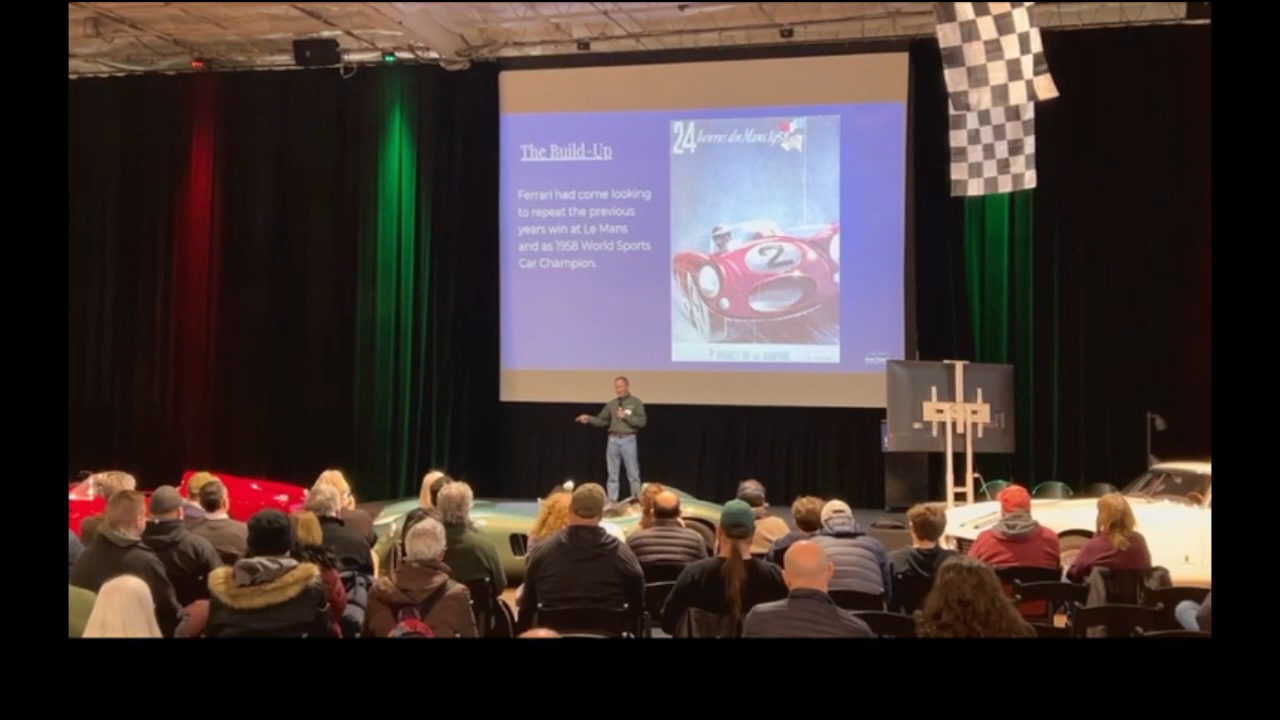 The Build-Up
Ferrari had come looking
to repeat the previous
years win at Le Mans
and as 1958 World Sports
Car Champion.
24 heures du Mans 1958
2